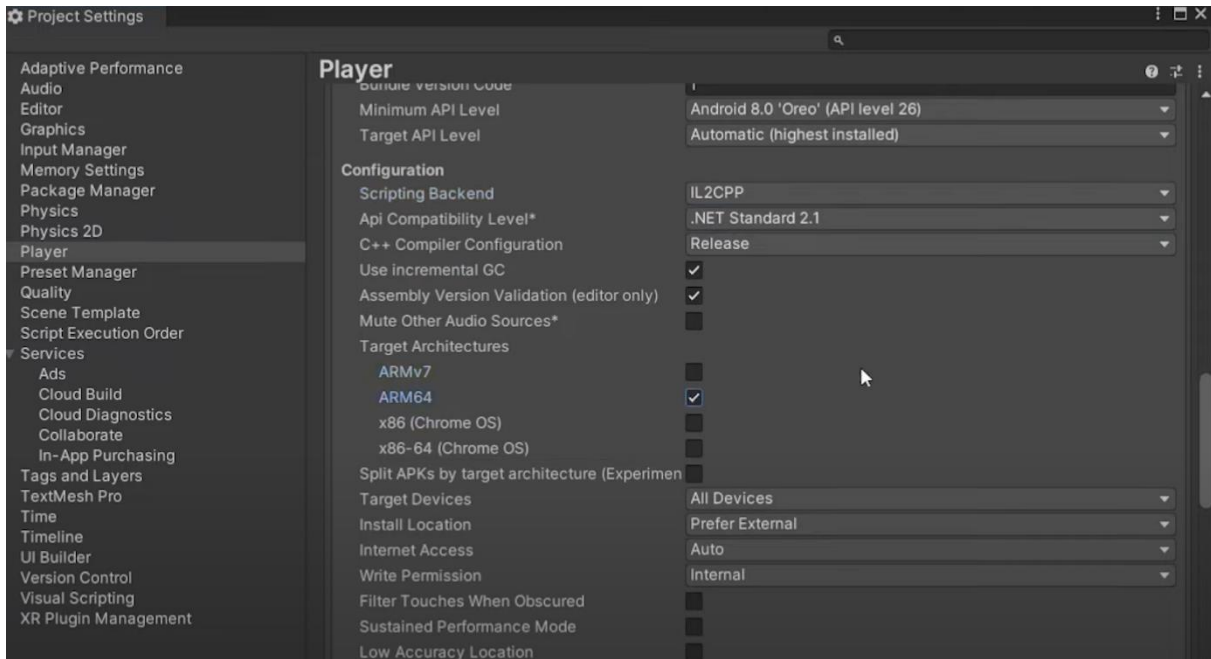 Project Settings
Adaptive Performance
Audio
Editor
Graphics
Input Manager
Memory Settings
Package Manager
Physics
Physics 2D
Player
Preset Manager
Quality
Scene Template
Script Execution Order
Services
Ads
Cloud Build
Cloud Diagnostics
Collaborate
In-App Purchasing
Tags and Layers
TextMesh Pro
Time
Timeline
UI Builder
Version Control
Visual Scripting
XR Plugin Management
Player
Bundle Version Code 1
Minimum API Level Android 8.0 'Oreo' (API level 26)
Target API Level Automatic (highest installed)
Configuration
Scripting Backend IL2CPP
Api Compatibility Level* .NET Standard 2.1
C++ Compiler Configuration Release
Use incremental GC
Assembly Version Validation (editor only)
Mute Other Audio Sources*
Target Architectures
ARMv7
ARM64
x86 (Chrome OS)
x86-64 (Chrome OS)
Split APKs by target architecture (Experimen
Target Devices All Devices
Install Location Prefer External
Internet Access Auto
Write Permission Internal
Filter Touches When Obscured
Sustained Performance Mode
Low Accuracy Location